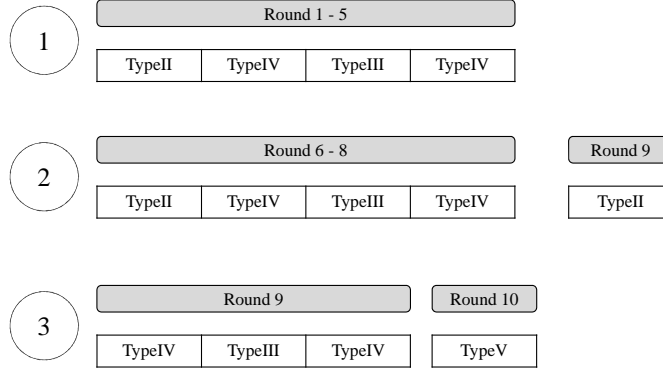 1
Round 1 - 5
TypeII TypeIV TypeIII TypeIV
2
Round 6 - 8 Round 9
TypeII TypeIV TypeIII TypeIV TypeII
3
Round 9 Round 10
TypeIV TypeIII TypeIV TypeV